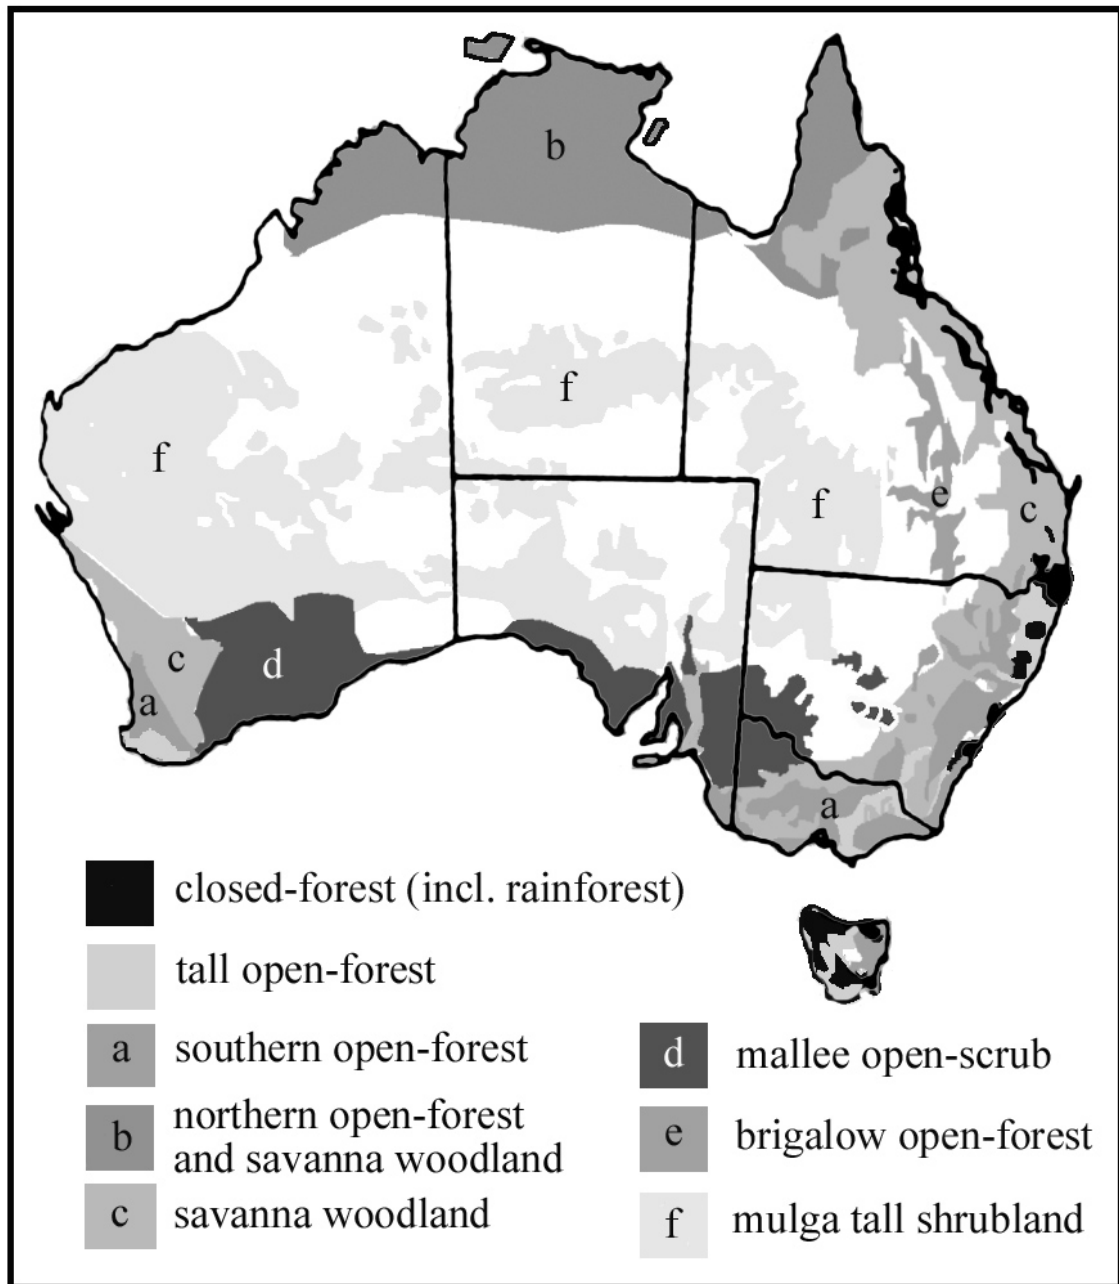 b
f
f
f
e
c
c
d
a
a
closed-forest (incl. rainforest)
tall open-forest
a southern open-forest
b northern open-forest
and savanna woodland
c savanna woodland
d mallee open-scrub
e brigalow open-forest
f mulga tall shrubland